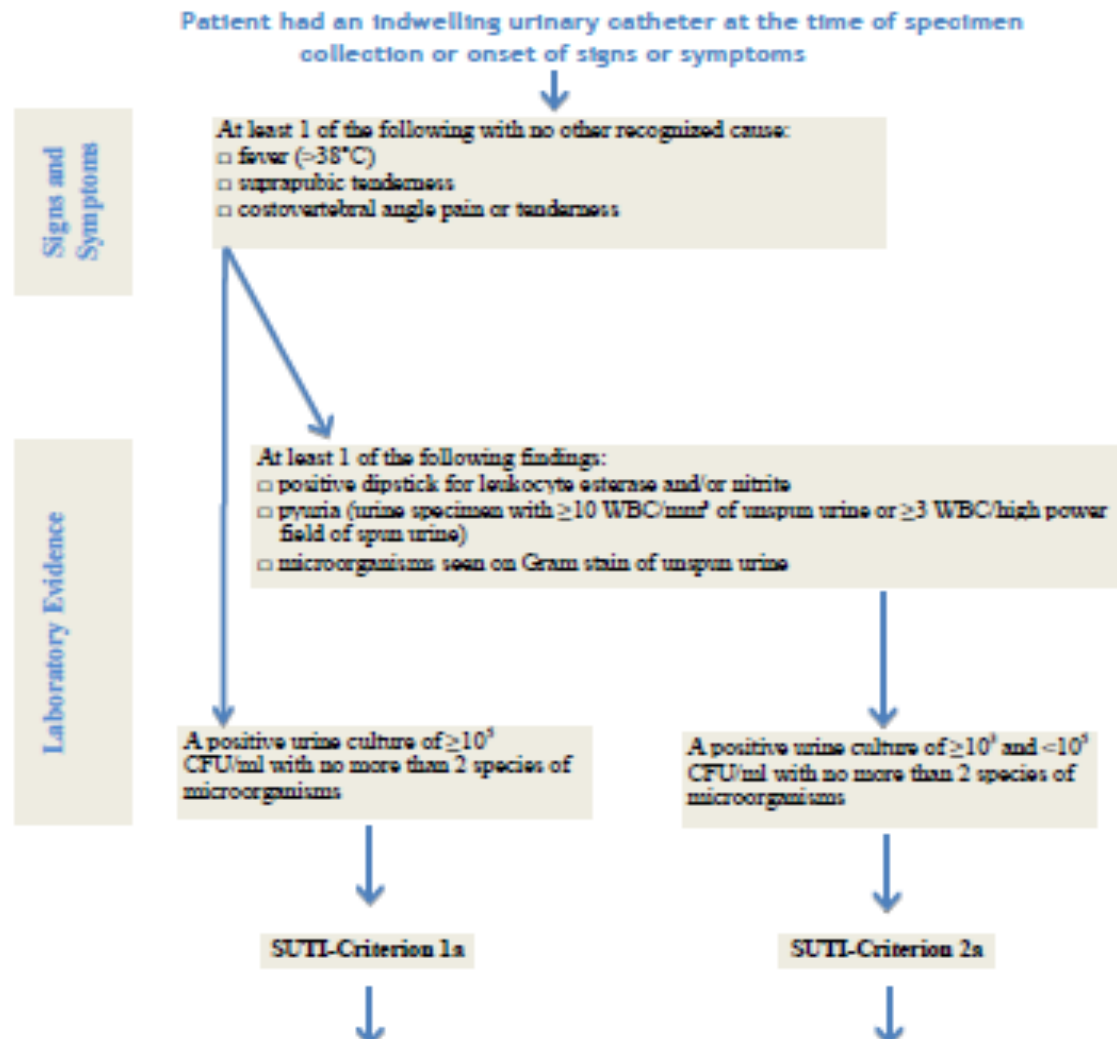 Patient had an indwelling urinary catheter at the time of specimen
collection or onset of signs or symptoms
Signs and
Symptoms
At least 1 of the following with no other recognized cause:
□ fever (>38°C)
□ suprapubic tenderness
□ costovertebral angle pain or tenderness
Laboratory Evidence
At least 1 of the following findings:
□ positive dipstick for leukocyte esterase and/or nitrite
□ pyuria (urine specimen with ≥10 WBC/mm³ of unspun urine or ≥3 WBC/high power
field of spun urine)
□ microorganisms seen on Gram stain of unspun urine
A positive urine culture of ≥10⁵
CFU/ml with no more than 2 species of
microorganisms
A positive urine culture of ≥10³ and <10⁵
CFU/ml with no more than 2 species of
microorganisms
SUTI-Criterion 1a
SUTI-Criterion 2a